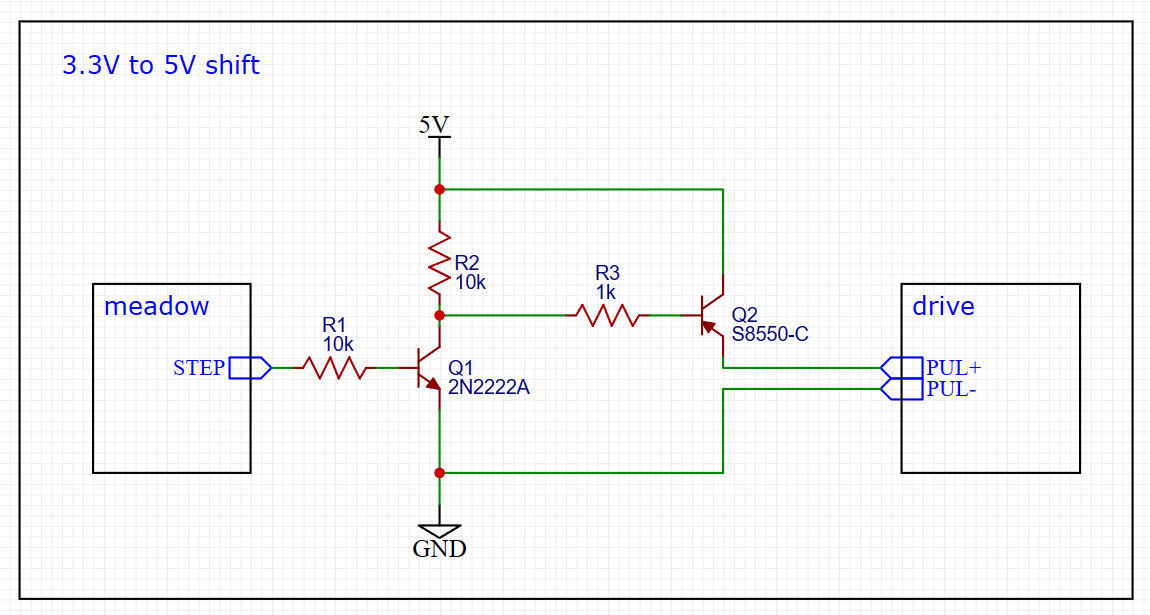 3.3V to 5V shift
5V
R2
10k
R3
1k
meadow
drive
Q2
S8550-C
R1
10k
STEP
Q1
2N2222A
PUL+
PUL-
GND